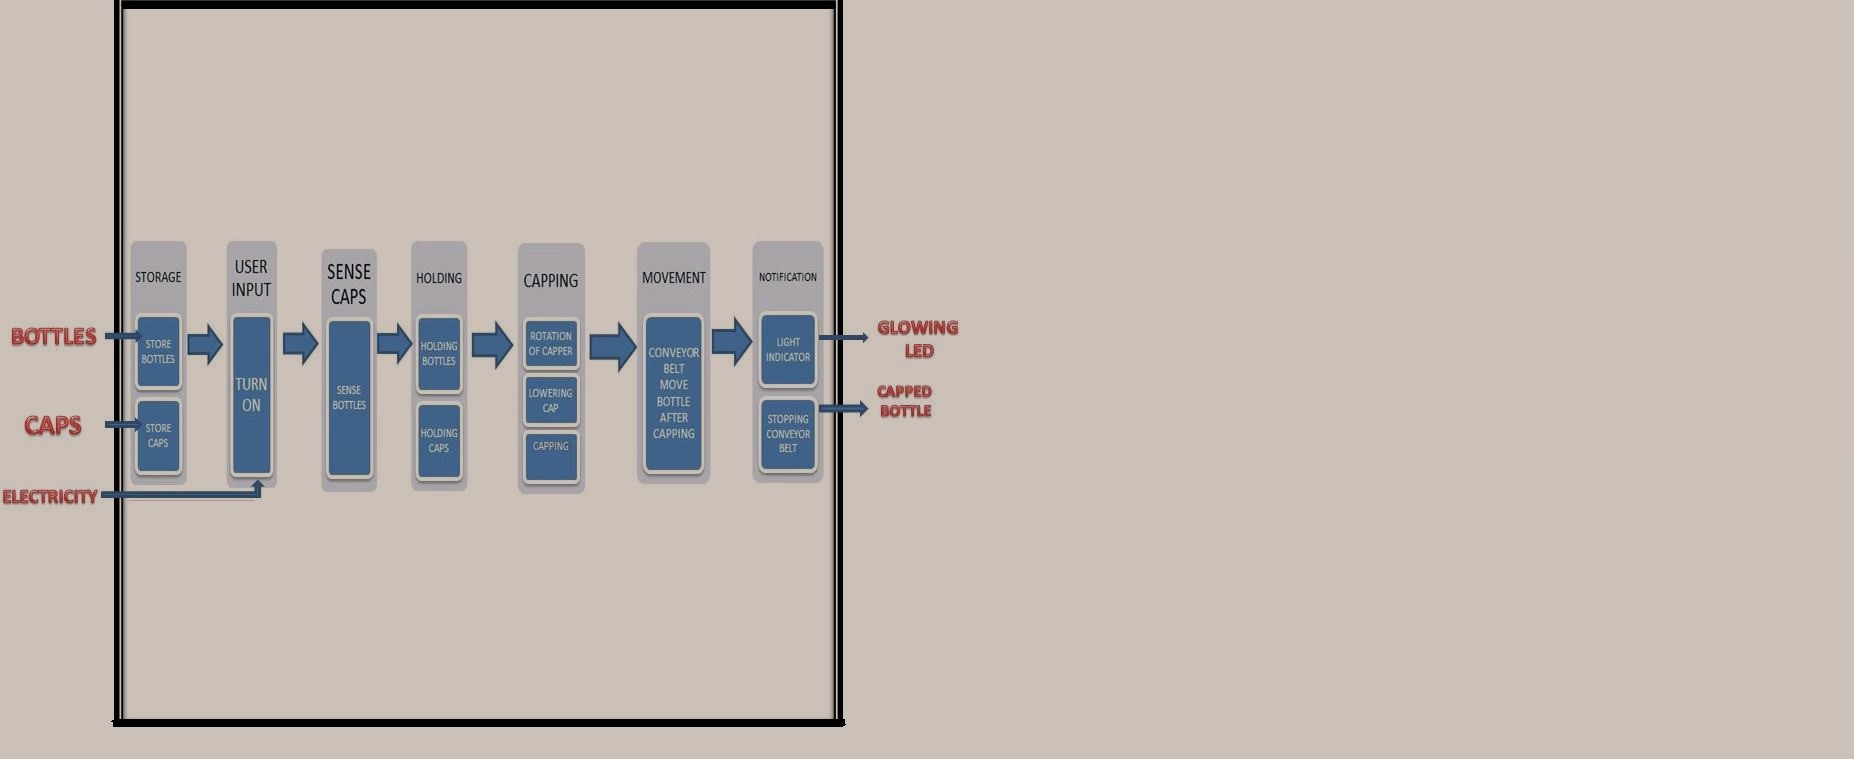 BOTTLES
CAPS
ELECTRICITY
STORAGE
STORE
BOTTLES
STORE
CAPS
USER
INPUT
TURN
ON
SENSE
CAPS
SENSE
BOTTLES
HOLDING
HOLDING
BOTTLES
HOLDING
CAPS
CAPPING
ROTATION
OF CAPPER
LOWERING
CAP
CAPPING
MOVEMENT
CONVEYOR
BELT
MOVE
BOTTLE
AFTER
CAPPING
NOTIFICATION
LIGHT
INDICATOR
STOPPING
CONVEYOR
BELT
GLOWING
LED
CAPPED
BOTTLE